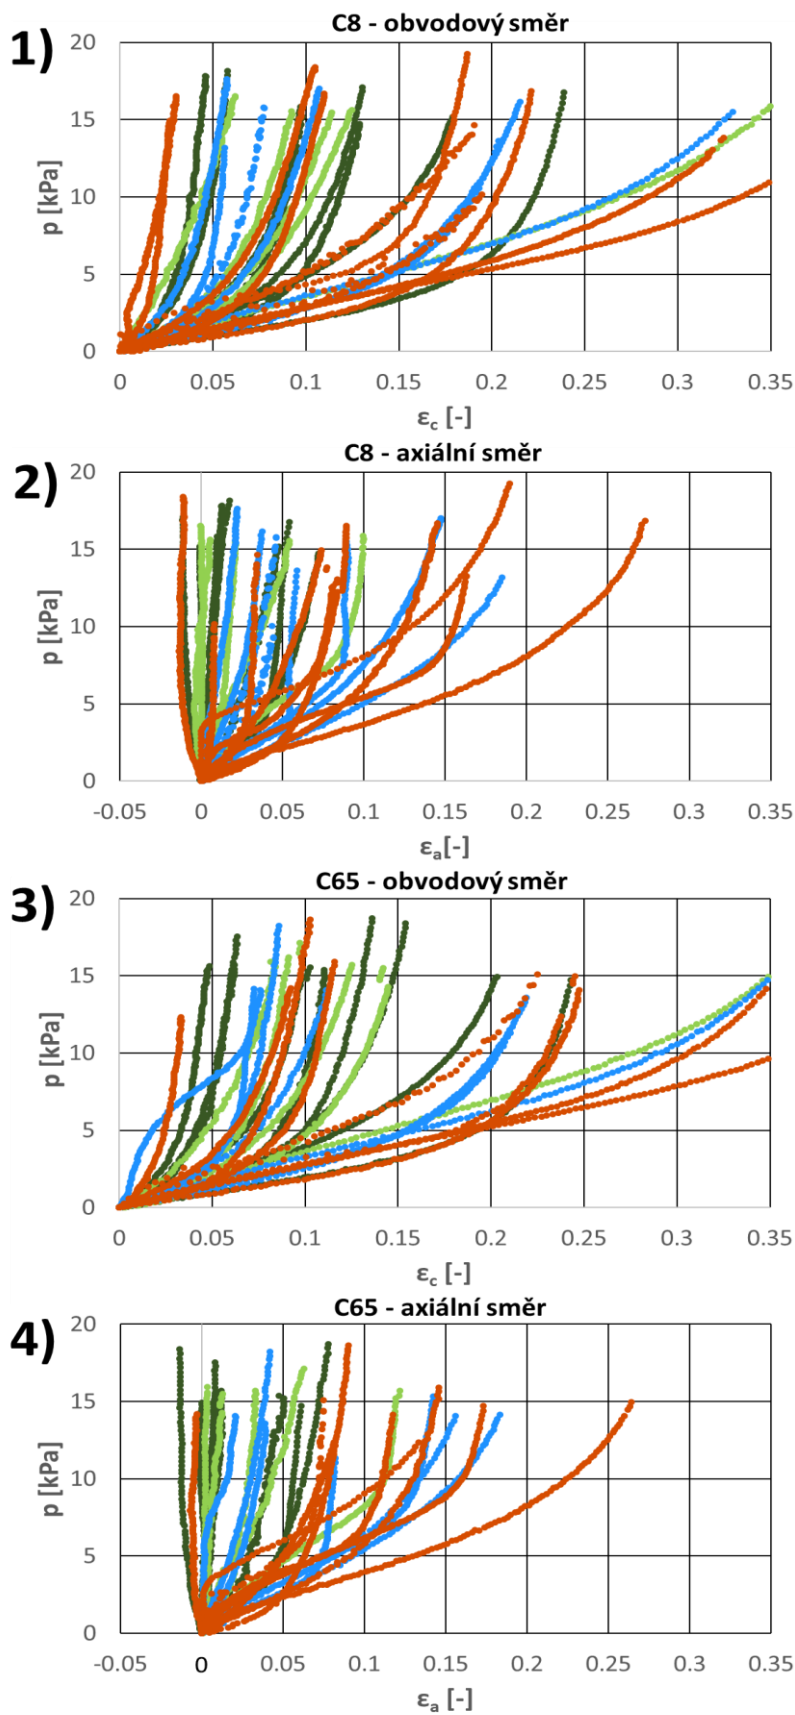 1)
C8 - obvodový směr
20
15
10
5
0
p [kPa]
0 0.05 0.1 0.15 0.2 0.25 0.3 0.35
εc [-]
2)
C8 - axiální směr
20
15
10
5
0
p [kPa]
-0.05 0 0.05 0.1 0.15 0.2 0.25 0.3 0.35
εa[-]
3)
C65 - obvodový směr
20
15
10
5
0
p [kPa]
0 0.05 0.1 0.15 0.2 0.25 0.3 0.35
εc [-]
4)
C65 - axiální směr
20
15
10
5
0
p [kPa]
-0.05 0 0.05 0.1 0.15 0.2 0.25 0.3 0.35
εa [-]